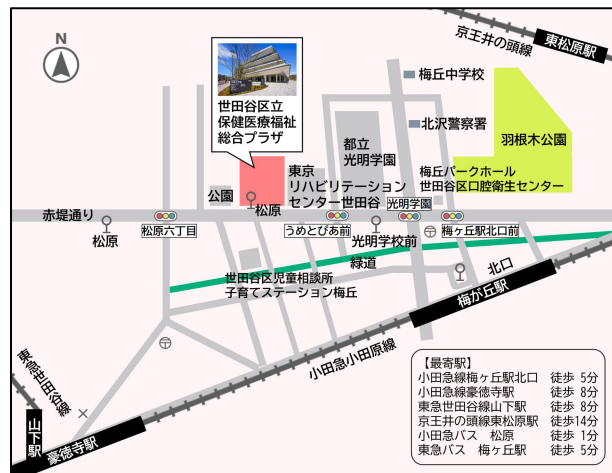 N
京王井の頭線
東松原駅
世田谷区立
保健医療福祉
総合プラザ
梅丘中学校
北沢警察署
羽根木公園
都立
光明学園
梅丘パークホール
世田谷区口腔衛生センター
東京
リハビリテーション
センター世田谷
公園
松原
光明学園
赤堤通り
松原
松原六丁目
うめとぴあ前
光明学校前
梅ヶ丘駅北口前
緑道
北口
世田谷区児童相談所
子育てステーション梅丘
梅が丘駅
小田急小田原線
東急世田谷線
山下駅
豪徳寺駅
【最寄駅】
小田急線梅ヶ丘駅北口 徒歩 5分
小田急線豪徳寺駅 徒歩 8分
東急世田谷線山下駅 徒歩 8分
京王井の頭線東松原駅 徒歩14分
小田急バス 松原 徒歩 1分
東急バス 梅ヶ丘駅 徒歩 5分